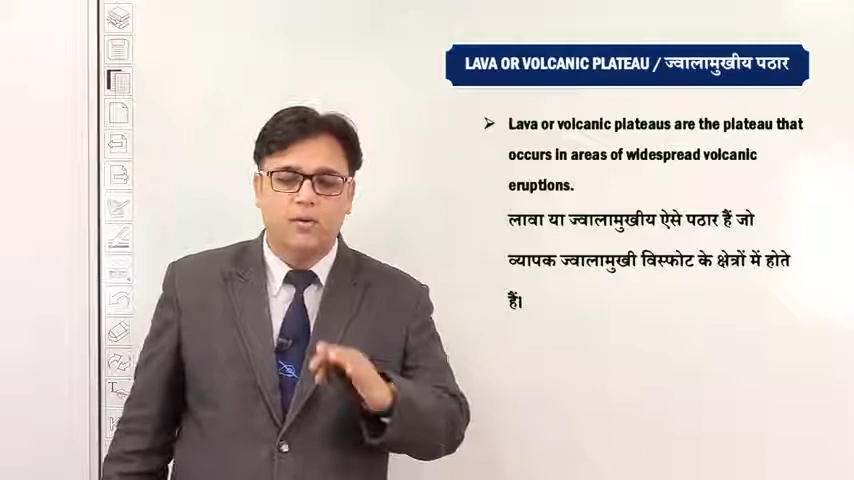 LAVA OR VOLCANIC PLATEAU / ज्वालामुखीय पठार
Lava or volcanic plateaus are the plateau that
occurs in areas of widespread volcanic
eruptions.
लावा या ज्वालामुखीय ऐसे पठार हैं जो
व्यापक ज्वालामुखी विस्फोट के क्षेत्रों में होते
हैं।